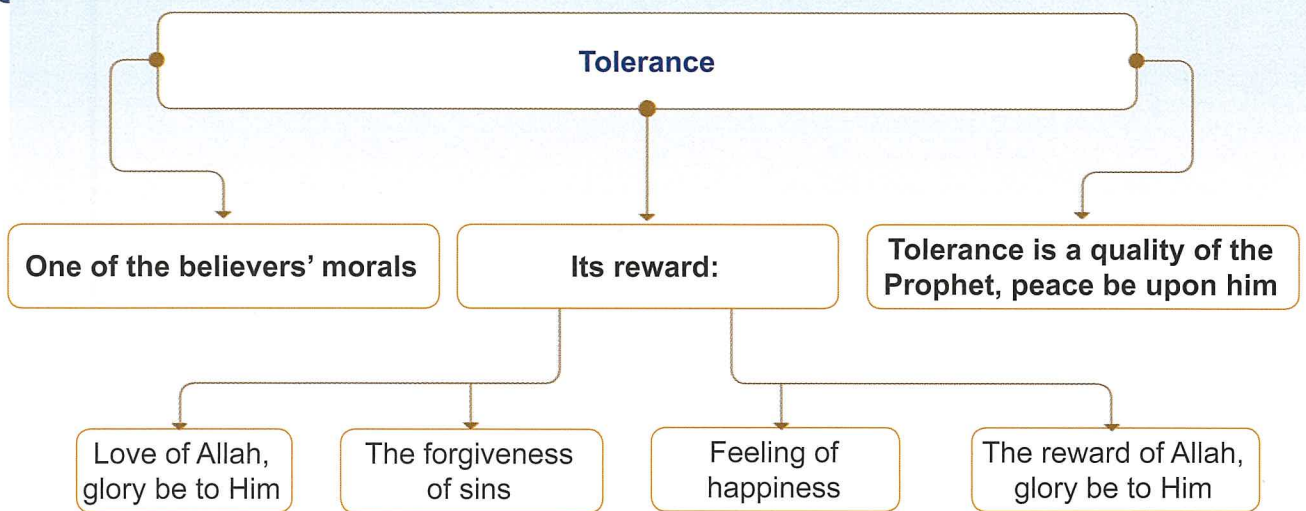 Tolerance
One of the believers’ morals
Its reward:
Tolerance is a quality of the
Prophet, peace be upon him
Love of Allah,
glory be to Him
The forgiveness
of sins
Feeling of
happiness
The reward of Allah,
glory be to Him